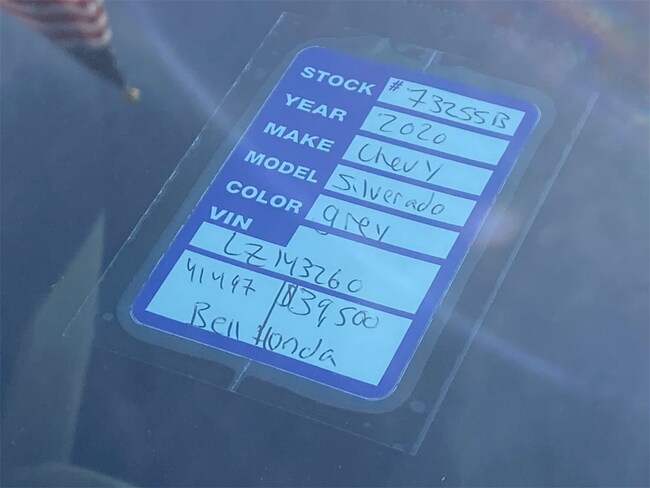 STOCK # 73255B
YEAR 2020
MAKE Chevy
MODEL Silverado
COLOR grey
VIN LZ143260
41497 $39,500
Bell Honda